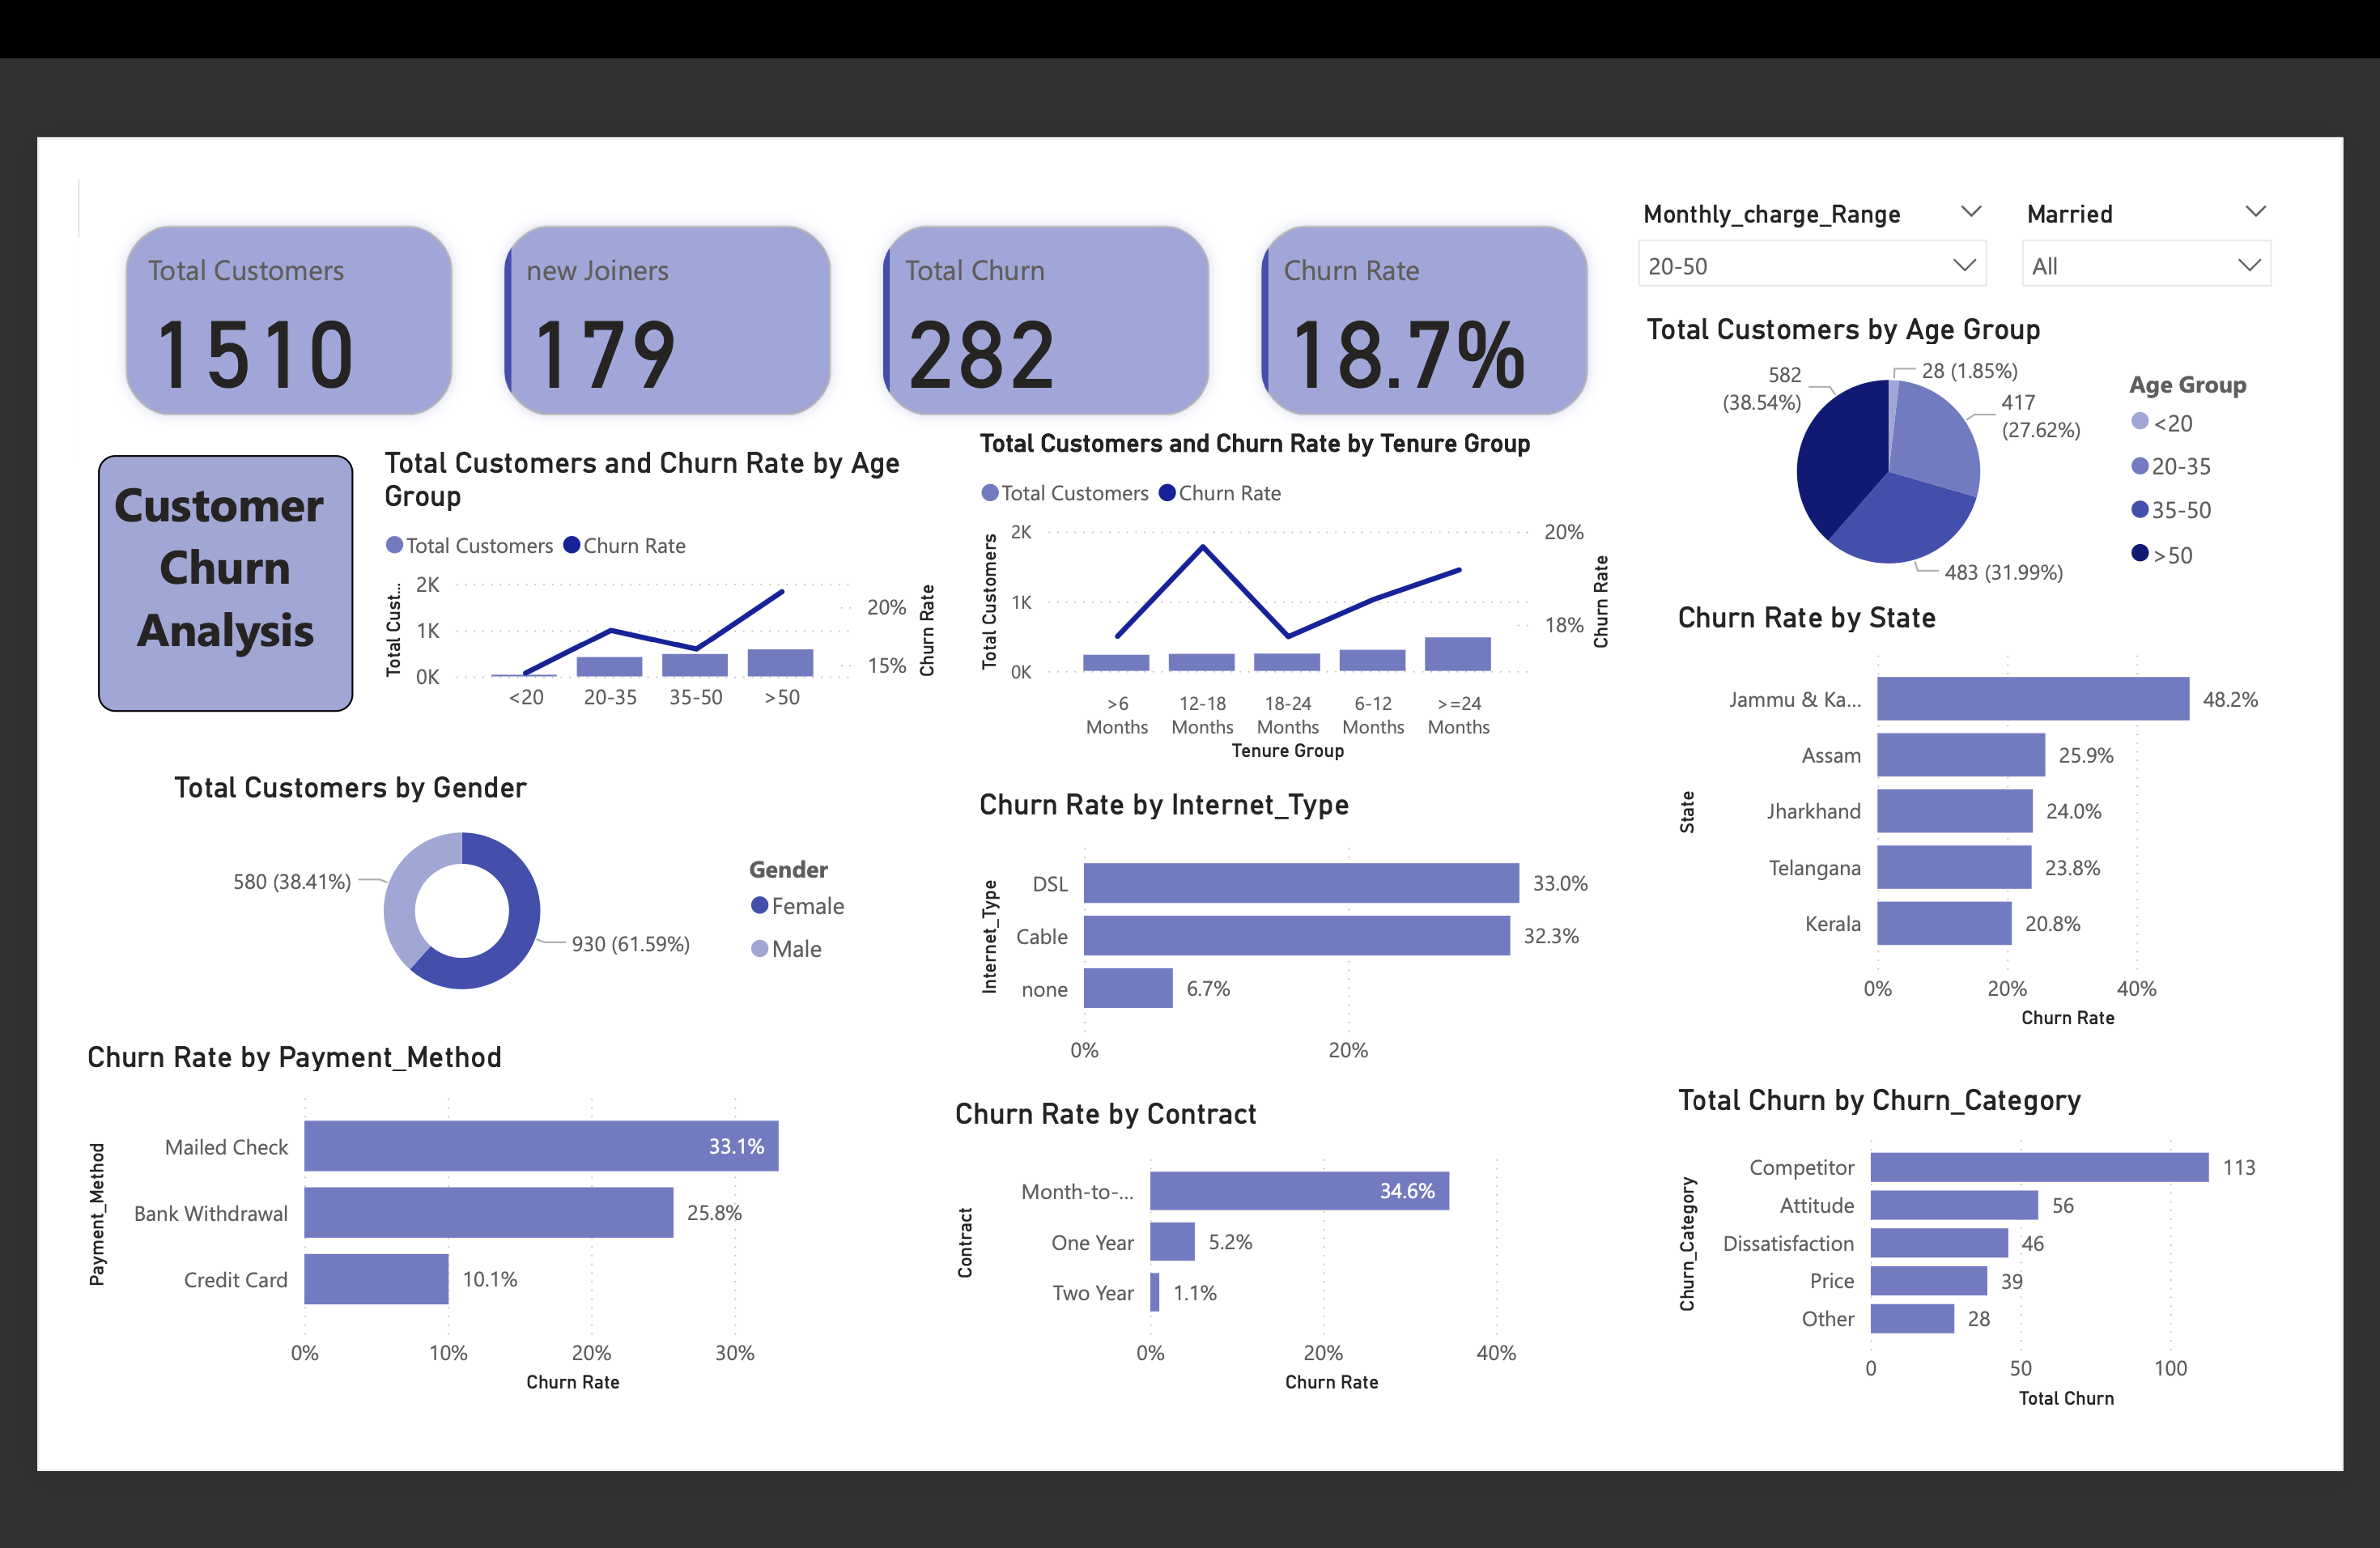 Total Customers
1510
new Joiners
179
Total Churn
282
Churn Rate
18.7%
Monthly_charge_Range
20-50
Married
All
Customer
Churn
Analysis
Total Customers and Churn Rate by Age
Group
Total Customers
Churn Rate
Total Cust...
2K
1K
0K
20%
15%
Churn Rate
<20
20-35
35-50
>50
Total Customers and Churn Rate by Tenure Group
Total Customers
Churn Rate
Total Customers
2K
1K
0K
20%
18%
Churn Rate
>6
Months
12-18
Months
18-24
Months
6-12
Months
>=24
Months
Tenure Group
Total Customers by Age Group
582
(38.54%)
28 (1.85%)
417
(27.62%)
483 (31.99%)
Age Group
<20
20-35
35-50
>50
Total Customers by Gender
580 (38.41%)
930 (61.59%)
Gender
Female
Male
Churn Rate by Internet_Type
Internet_Type
DSL
33.0%
Cable
32.3%
none
6.7%
0%
20%
Churn Rate by State
State
Jammu & Ka...
48.2%
Assam
25.9%
Jharkhand
24.0%
Telangana
23.8%
Kerala
20.8%
0%
20%
40%
Churn Rate
Churn Rate by Payment_Method
Payment_Method
Mailed Check
33.1%
Bank Withdrawal
25.8%
Credit Card
10.1%
0%
10%
20%
30%
Churn Rate
Churn Rate by Contract
Contract
Month-to-...
34.6%
One Year
5.2%
Two Year
1.1%
0%
20%
40%
Churn Rate
Total Churn by Churn_Category
Churn_Category
Competitor
113
Attitude
56
Dissatisfaction
46
Price
39
Other
28
0
50
100
Total Churn